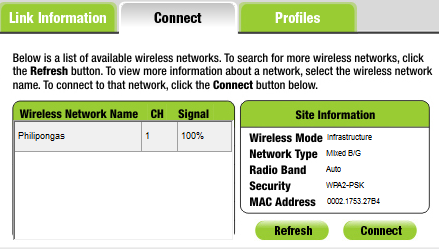 Link Information
Connect
Profiles
Below is a list of available wireless networks. To search for more wireless networks, click
the Refresh button. To view more information about a network, select the wireless network
name. To connect to that network, click the Connect button below.
Wireless Network Name CH Signal
Philipongas 1 100%
Site Information
Wireless Mode Infrastructure
Network Type Mixed B/G
Radio Band Auto
Security WPA2-PSK
MAC Address 0002.1753.27B4
Refresh
Connect